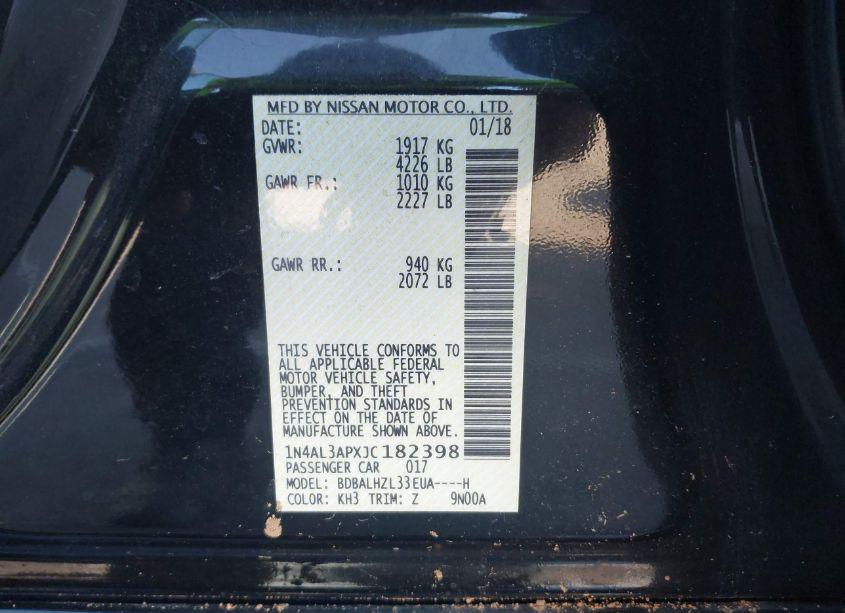 MFD BY NISSAN MOTOR CO., LTD.
DATE: 01/18
GVWR: 1917 KG
4226 LB
GAWR FR.: 1010 KG
2227 LB
GAWR RR.: 940 KG
2072 LB
THIS VEHICLE CONFORMS TO
ALL APPLICABLE FEDERAL
MOTOR VEHICLE SAFETY,
BUMPER, AND THEFT
PREVENTION STANDARDS IN
EFFECT ON THE DATE OF
MANUFACTURE SHOWN ABOVE.
1N4AL3APXJC182398
PASSENGER CAR 017
MODEL: BDBALHZL33EUA----H
COLOR: KH3 TRIM: Z 9N00A